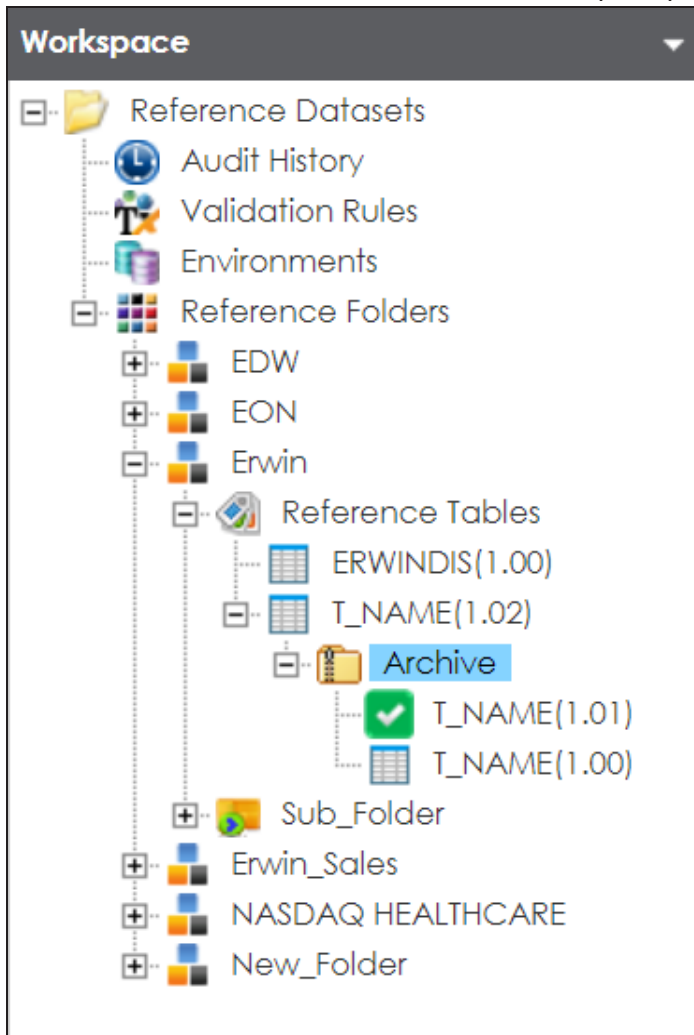 Workspace
Reference Datasets
Audit History
Validation Rules
Environments
Reference Folders
EDW
EON
Erwin
Reference Tables
ERWINDIS(1.00)
T_NAME(1.02)
Archive
T_NAME(1.01)
T_NAME(1.00)
Sub_Folder
Erwin_Sales
NASDAQ HEALTHCARE
New_Folder